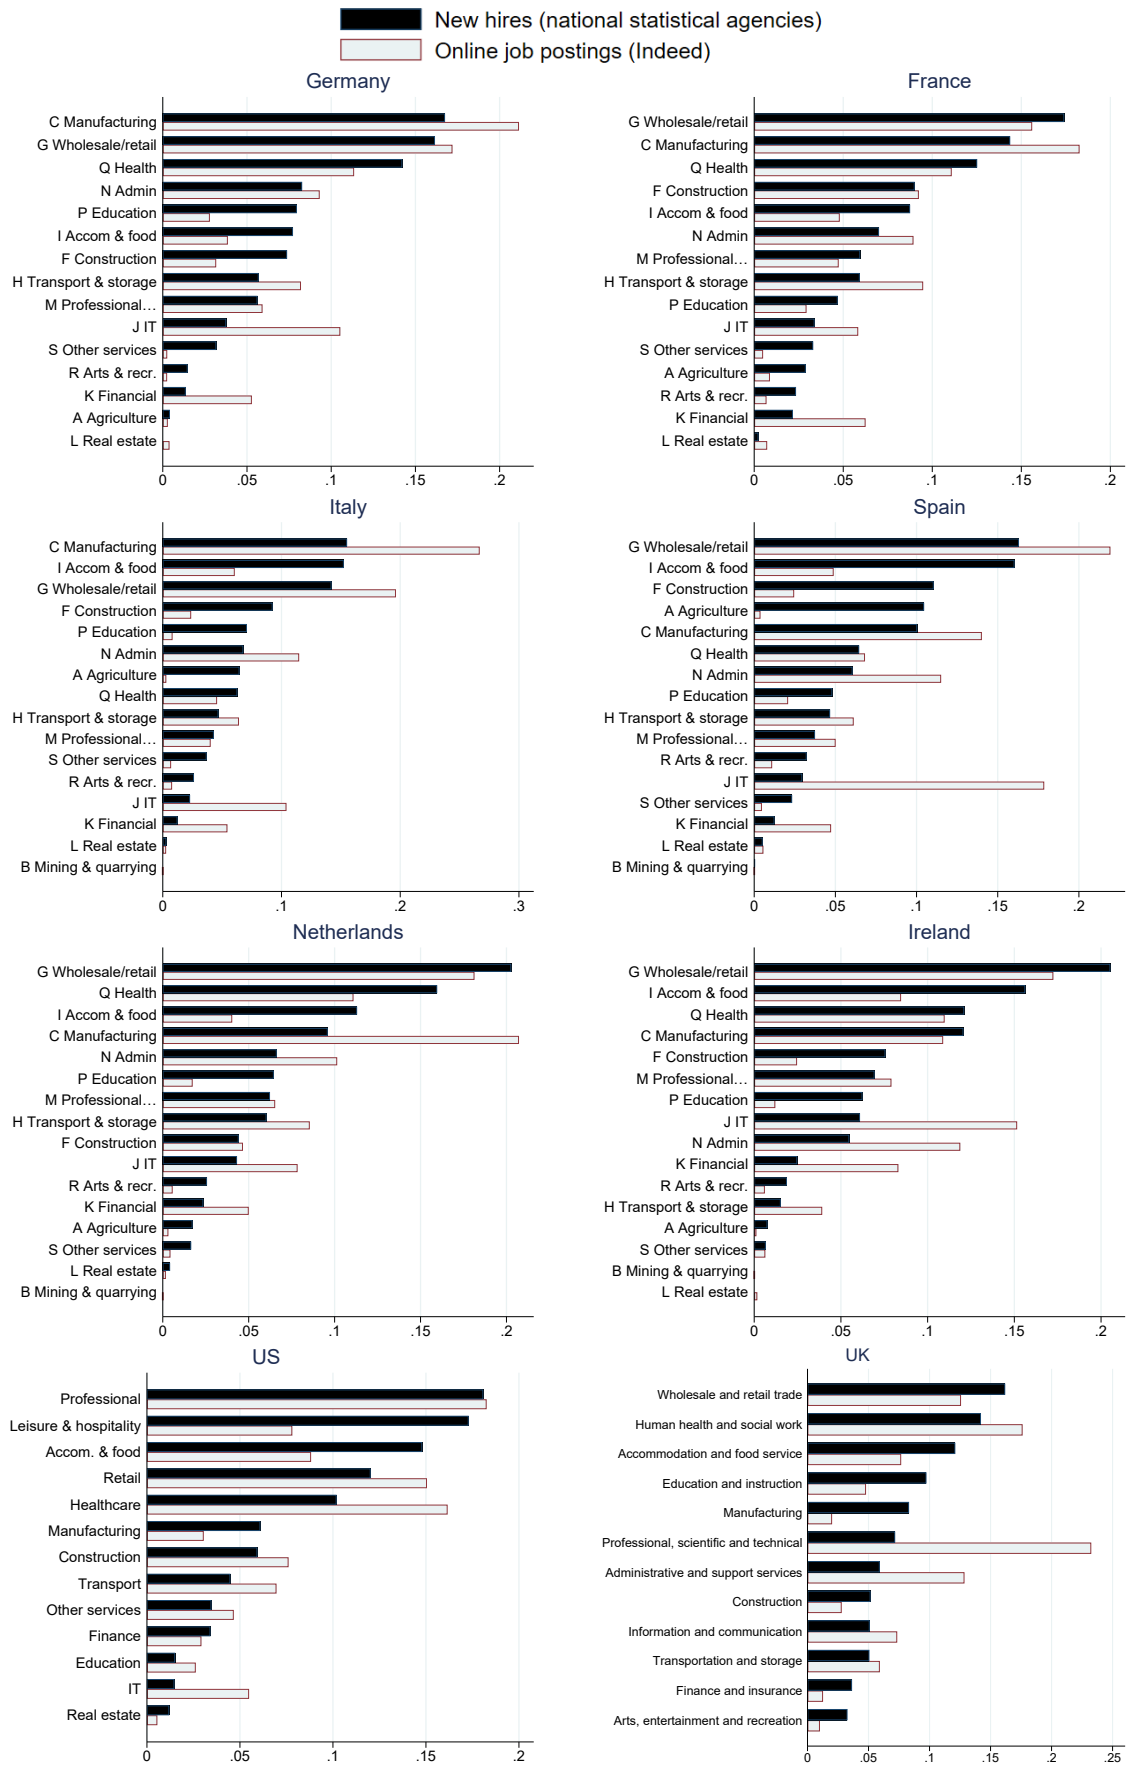 New hires (national statistical agencies)
Online job postings (Indeed)
Germany
C Manufacturing
G Wholesale/retail
Q Health
N Admin
P Education
I Accom & food
F Construction
H Transport & storage
M Professional…
J IT
S Other services
R Arts & recr.
K Financial
A Agriculture
L Real estate
0 .05 .1 .15 .2
France
G Wholesale/retail
C Manufacturing
Q Health
F Construction
I Accom & food
N Admin
M Professional…
H Transport & storage
P Education
J IT
S Other services
A Agriculture
R Arts & recr.
K Financial
L Real estate
0 .05 .1 .15 .2
Italy
C Manufacturing
I Accom & food
G Wholesale/retail
F Construction
P Education
N Admin
A Agriculture
Q Health
H Transport & storage
M Professional…
S Other services
R Arts & recr.
J IT
K Financial
L Real estate
B Mining & quarrying
0 .1 .2 .3
Spain
G Wholesale/retail
I Accom & food
F Construction
A Agriculture
C Manufacturing
Q Health
N Admin
P Education
H Transport & storage
M Professional…
R Arts & recr.
J IT
S Other services
K Financial
L Real estate
B Mining & quarrying
0 .05 .1 .15 .2
Netherlands
G Wholesale/retail
Q Health
I Accom & food
C Manufacturing
N Admin
P Education
M Professional…
H Transport & storage
F Construction
J IT
R Arts & recr.
K Financial
A Agriculture
S Other services
L Real estate
B Mining & quarrying
0 .05 .1 .15 .2
Ireland
G Wholesale/retail
I Accom & food
Q Health
C Manufacturing
F Construction
M Professional…
P Education
J IT
N Admin
K Financial
R Arts & recr.
H Transport & storage
A Agriculture
S Other services
B Mining & quarrying
L Real estate
0 .05 .1 .15 .2
US
Professional
Leisure & hospitality
Accom. & food
Retail
Healthcare
Manufacturing
Construction
Transport
Other services
Finance
Education
IT
Real estate
0 .05 .1 .15 .2
UK
Wholesale and retail trade
Human health and social work
Accommodation and food service
Education and instruction
Manufacturing
Professional, scientific and technical
Administrative and support services
Construction
Information and communication
Transportation and storage
Finance and insurance
Arts, entertainment and recreation
0 .05 .1 .15 .2 .25